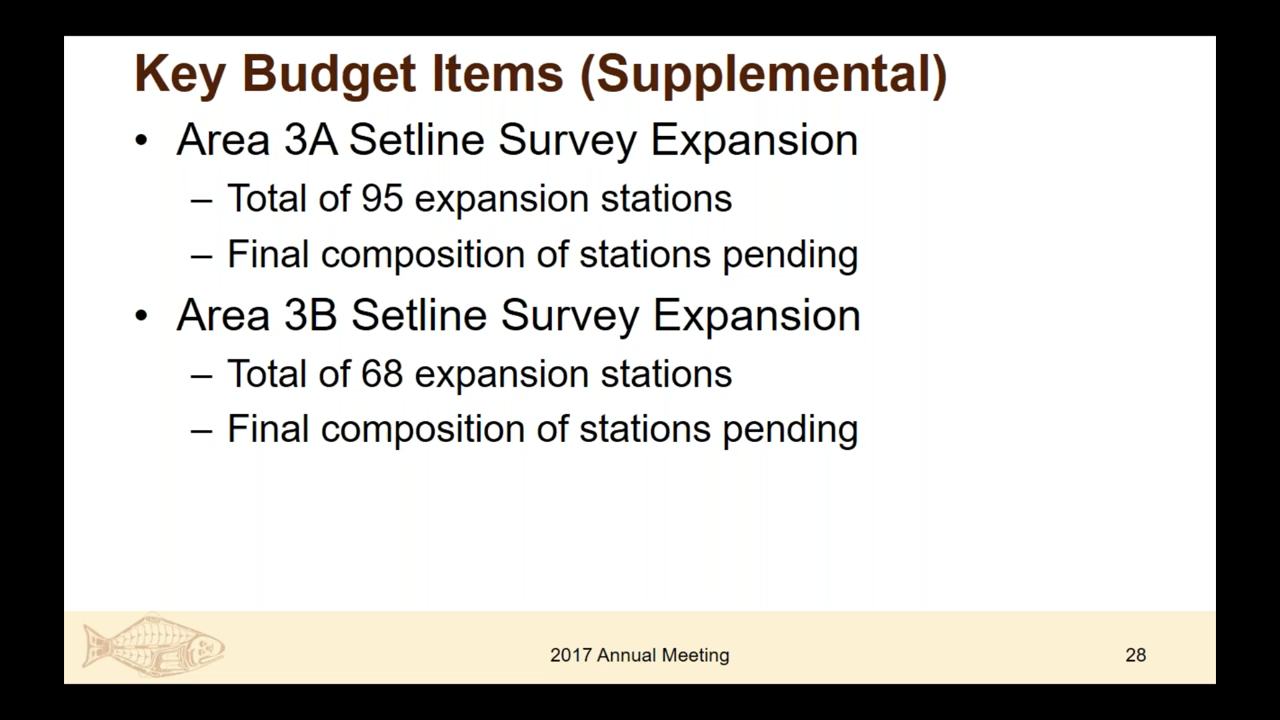 Key Budget Items (Supplemental)
• Area 3A Setline Survey Expansion
– Total of 95 expansion stations
– Final composition of stations pending
• Area 3B Setline Survey Expansion
– Total of 68 expansion stations
– Final composition of stations pending
2017 Annual Meeting
28